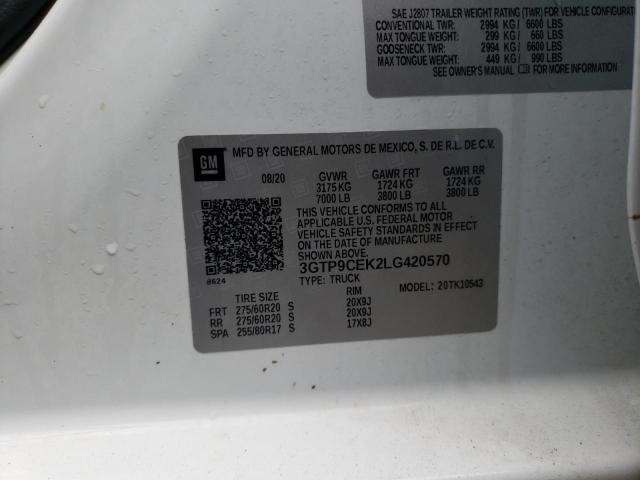 SAE J2807 TRAILER WEIGHT RATING (TWR) FOR VEHICLE CONFIGURAT
CONVENTIONAL TWR: 2994 KG/ 6600 LBS
MAX TONGUE WEIGHT: 299 KG/ 660 LBS
GOOSENECK TWR: 2994 KG/ 6600 LBS
MAX TONGUE WEIGHT: 449 KG/ 990 LBS
SEE OWNER'S MANUAL FOR ADDITIONAL INFORMATION
GM MFD BY GENERAL MOTORS DE MEXICO, S. DE R.L. DE C.V.
08/20 GVWR GAWR FRT GAWR RR
3175 KG 1724 KG 1724 KG
7000 LB 3800 LB 3800 LB
THIS VEHICLE CONFORMS TO ALL
APPLICABLE U.S. FEDERAL MOTOR
VEHICLE SAFETY STANDARDS IN EFFECT
ON THE DATE OF MANUFACTURE
SHOWN ABOVE.
3GTP9CEK2LG420570
8624 TYPE: TRUCK MODEL: 20TK10543
TIRE SIZE RIM
FRT 275/60R20 S 20X9J
RR 275/60R20 S 20X9J
SPA 255/80R17 S 17X8J